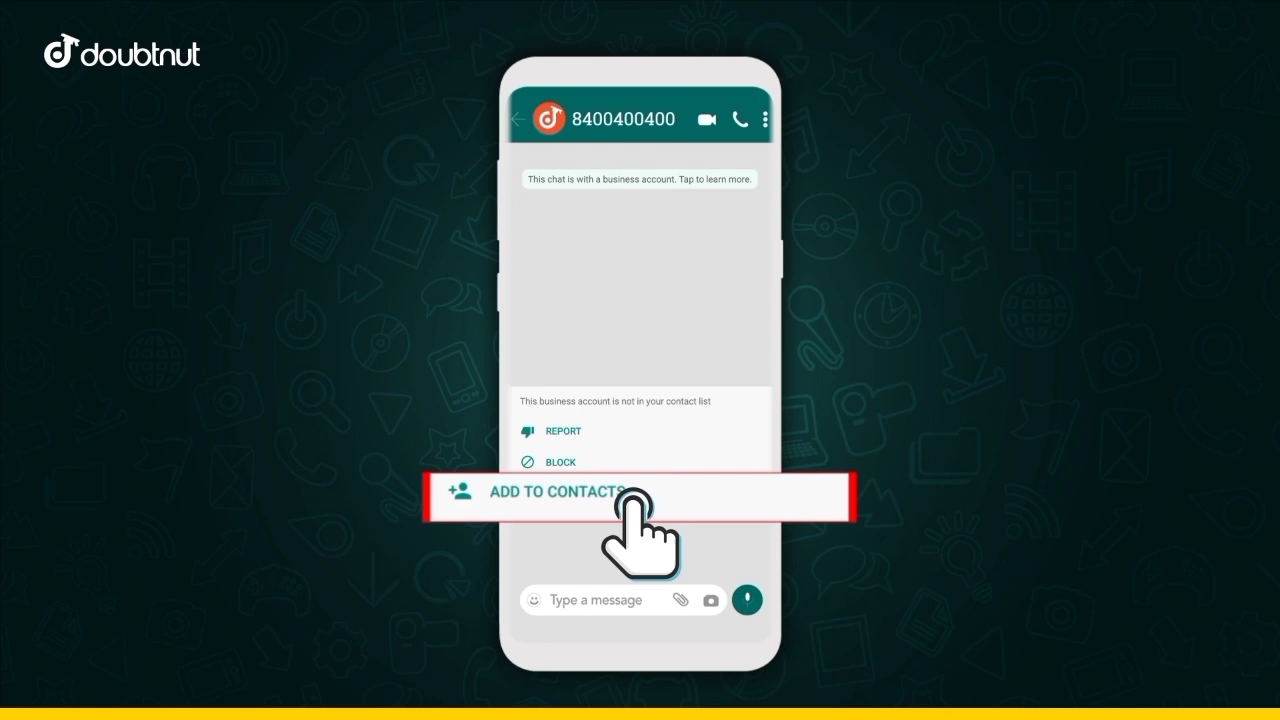 doubtnut
8400400400
This chat is with a business account. Tap to learn more.
This business account is not in your contact list
REPORT
BLOCK
ADD TO CONTACTS
Type a message